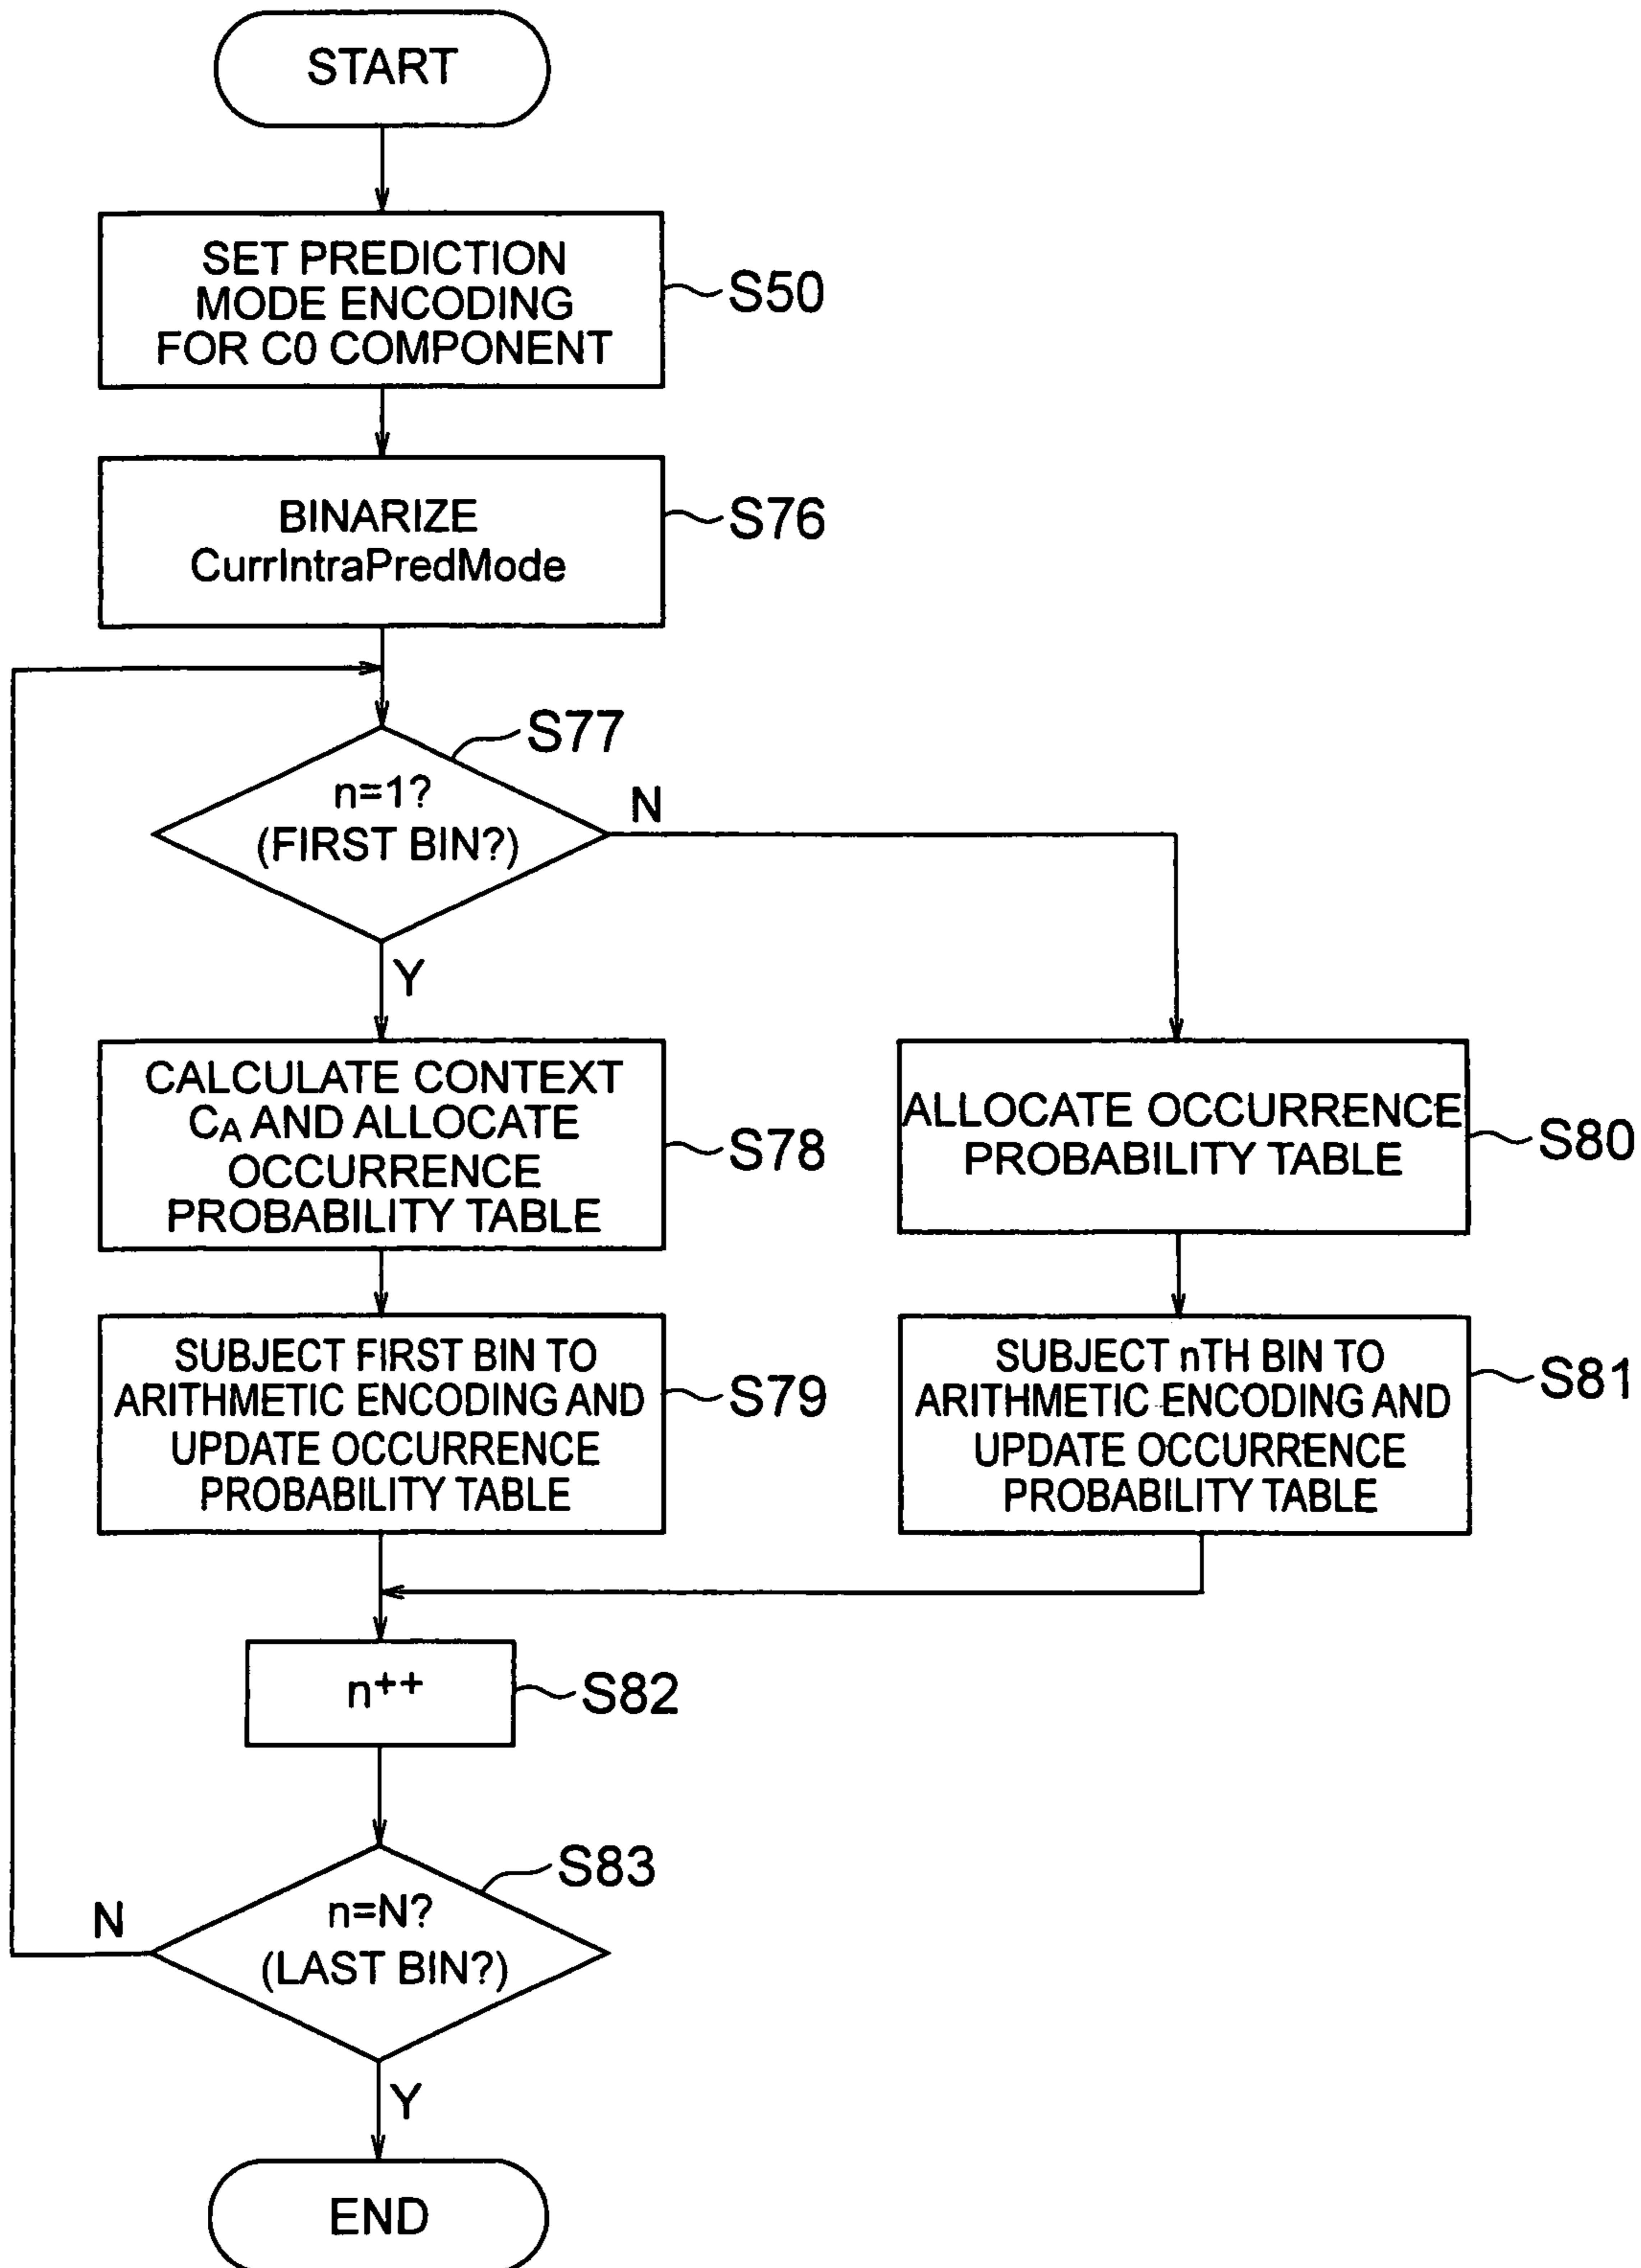 START
SET PREDICTION
MODE ENCODING
FOR C0 COMPONENT
S50
BINARIZE
CurrIntraPredMode
S76
S77
n=1?
(FIRST BIN?)
N
Y
CALCULATE CONTEXT
CA AND ALLOCATE
OCCURRENCE
PROBABILITY TABLE
S78
ALLOCATE OCCURRENCE
PROBABILITY TABLE
S80
SUBJECT FIRST BIN TO
ARITHMETIC ENCODING AND
UPDATE OCCURRENCE
PROBABILITY TABLE
S79
SUBJECT nTH BIN TO
ARITHMETIC ENCODING AND
UPDATE OCCURRENCE
PROBABILITY TABLE
S81
n++
S82
S83
n=N?
(LAST BIN?)
N
Y
END